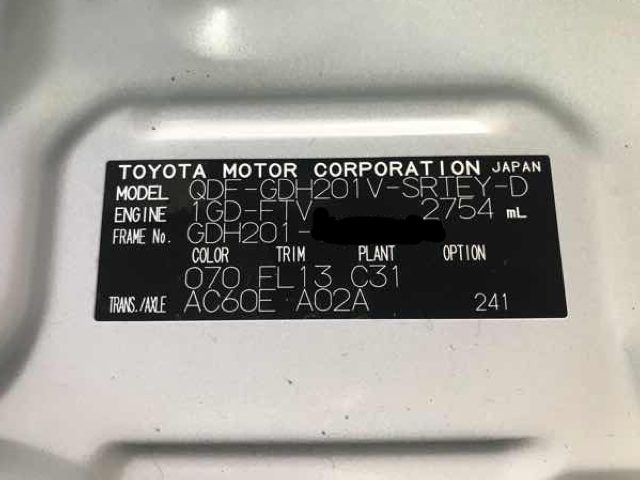 TOYOTA MOTOR CORPORATION JAPAN
MODEL QDF-GDH201V-SRTEY-D
ENGINE 1GD-FTV 2754 mL
FRAME No. GDH201-
COLOR TRIM PLANT OPTION
070 FL13 C31
TRANS./AXLE AC60E A02A 241